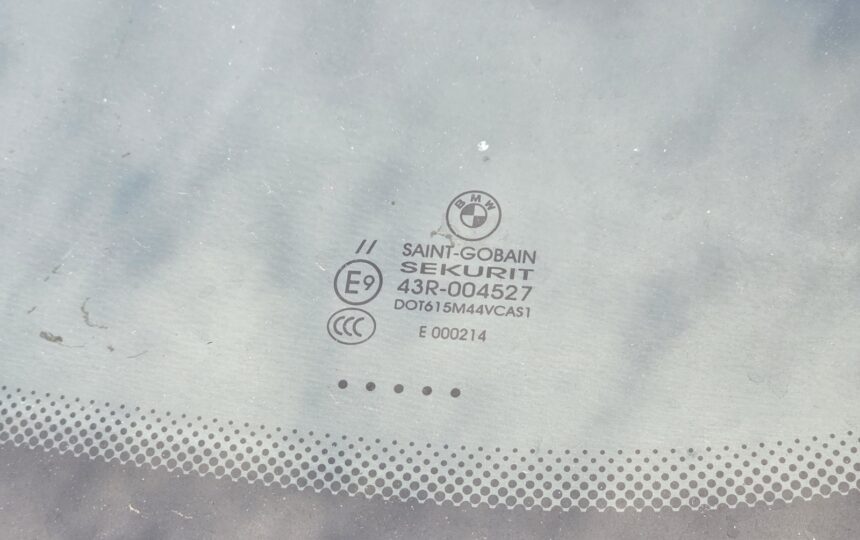 BMW
//
SAINT-GOBAIN
SEKURIT
E9
43R-004527
DOT615M44VCAS1
CCC
E 000214